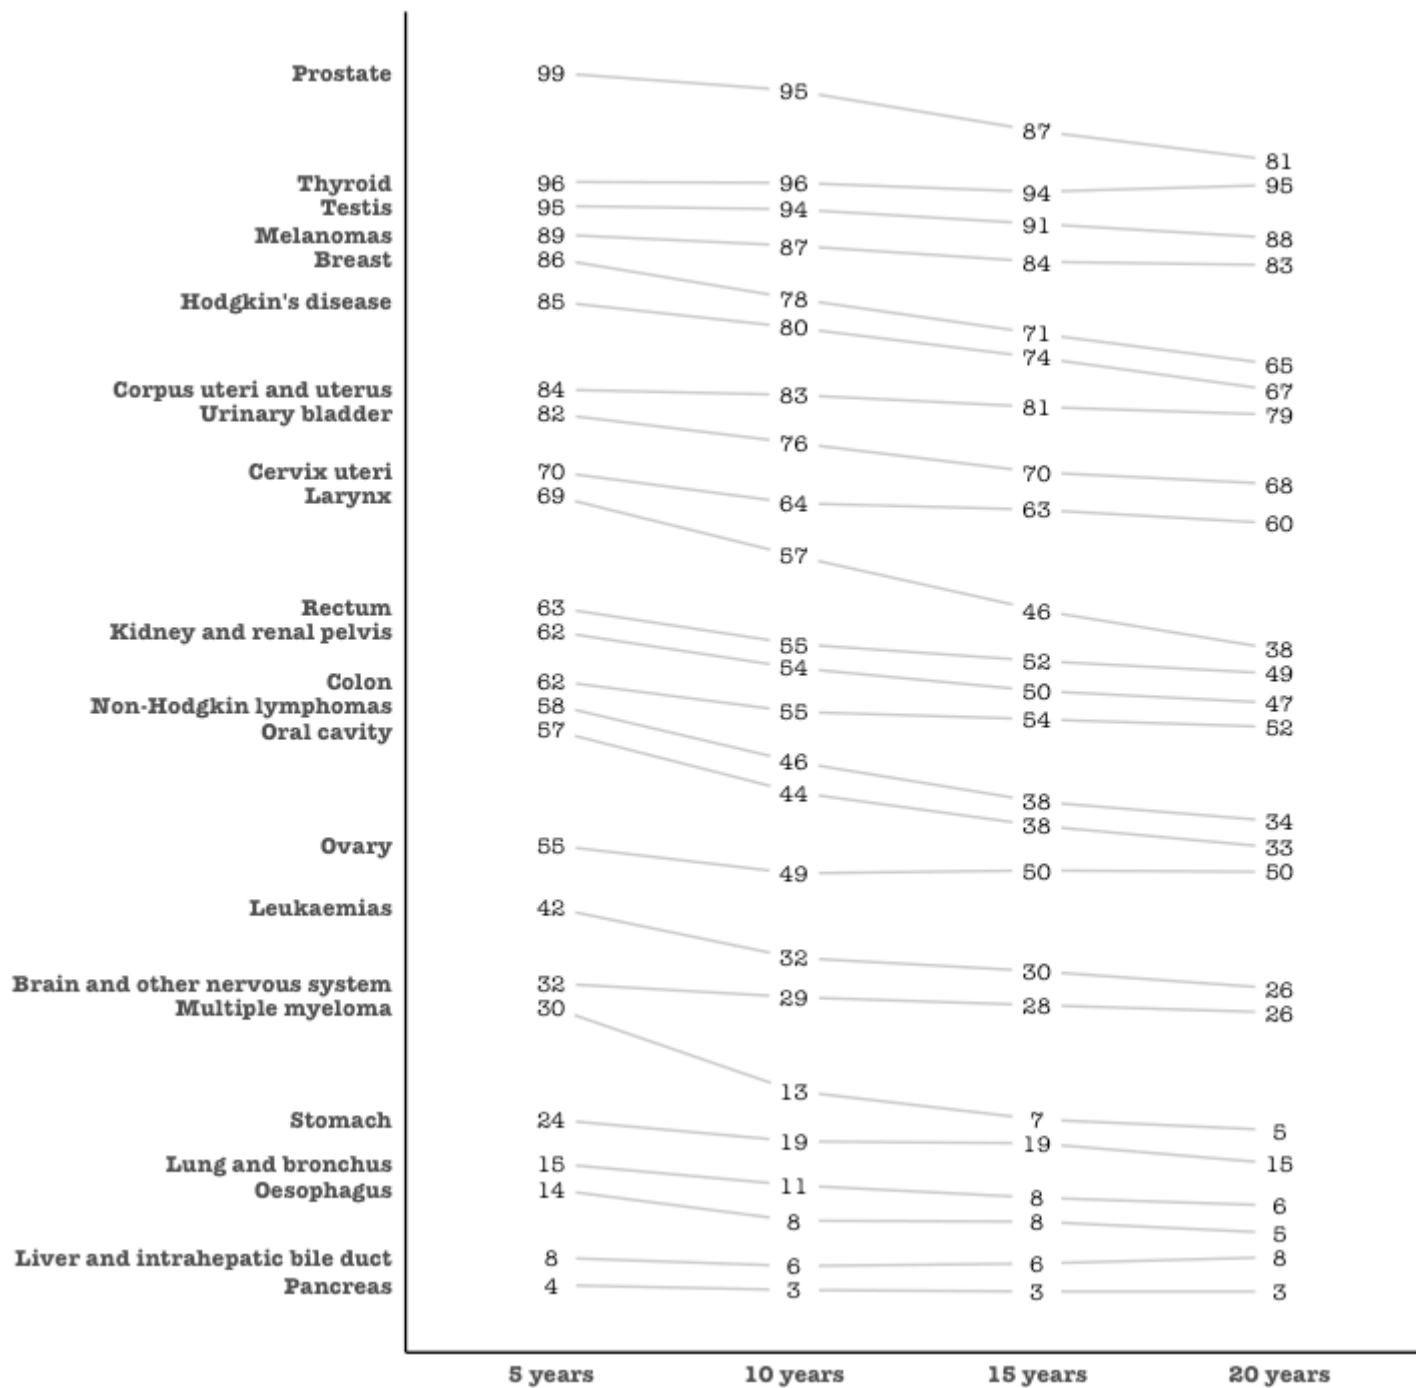 Prostate 99 95 87 81
Thyroid 96 96 94 95
Testis 95 94 91 88
Melanomas 89 87 84 83
Breast 86 78 71 65
Hodgkin's disease 85 80 74 67
Corpus uteri and uterus 84 83 81 79
Urinary bladder 82 76 70 68
Cervix uteri 70 64 63 60
Larynx 69 57 46 38
Rectum 63 55 52 49
Kidney and renal pelvis 62 54 50 47
Colon 62 55 54 52
Non-Hodgkin lymphomas 58 46 38 34
Oral cavity 57 44 38 33
Ovary 55 49 50 50
Leukaemias 42 32 30 26
Brain and other nervous system 32 29 28 26
Multiple myeloma 30 13 7 5
Stomach 24 19 19 15
Lung and bronchus 15 11 8 6
Oesophagus 14 8 8 5
Liver and intrahepatic bile duct 8 6 6 8
Pancreas 4 3 3 3
5 years 10 years 15 years 20 years